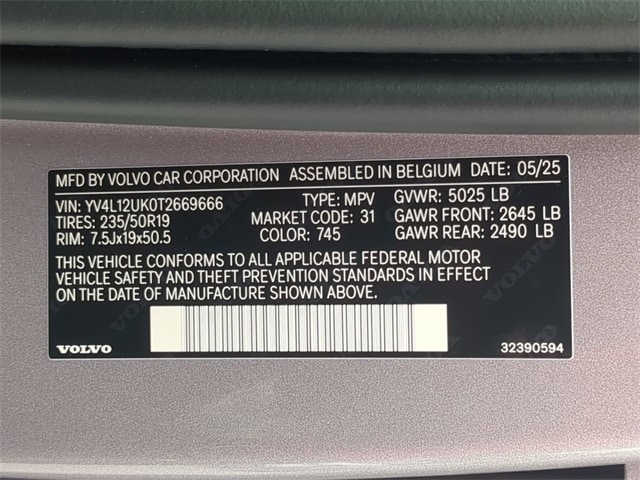 MFD BY VOLVO CAR CORPORATION ASSEMBLED IN BELGIUM DATE: 05/25
VIN: YV4L12UK0T2669666 TYPE: MPV GVWR: 5025 LB
TIRES: 235/50R19 MARKET CODE: 31 GAWR FRONT: 2645 LB
RIM: 7.5Jx19x50.5 COLOR: 745 GAWR REAR: 2490 LB
THIS VEHICLE CONFORMS TO ALL APPLICABLE FEDERAL MOTOR
VEHICLE SAFETY AND THEFT PREVENTION STANDARDS IN EFFECT
ON THE DATE OF MANUFACTURE SHOWN ABOVE.
VOLVO 32390594